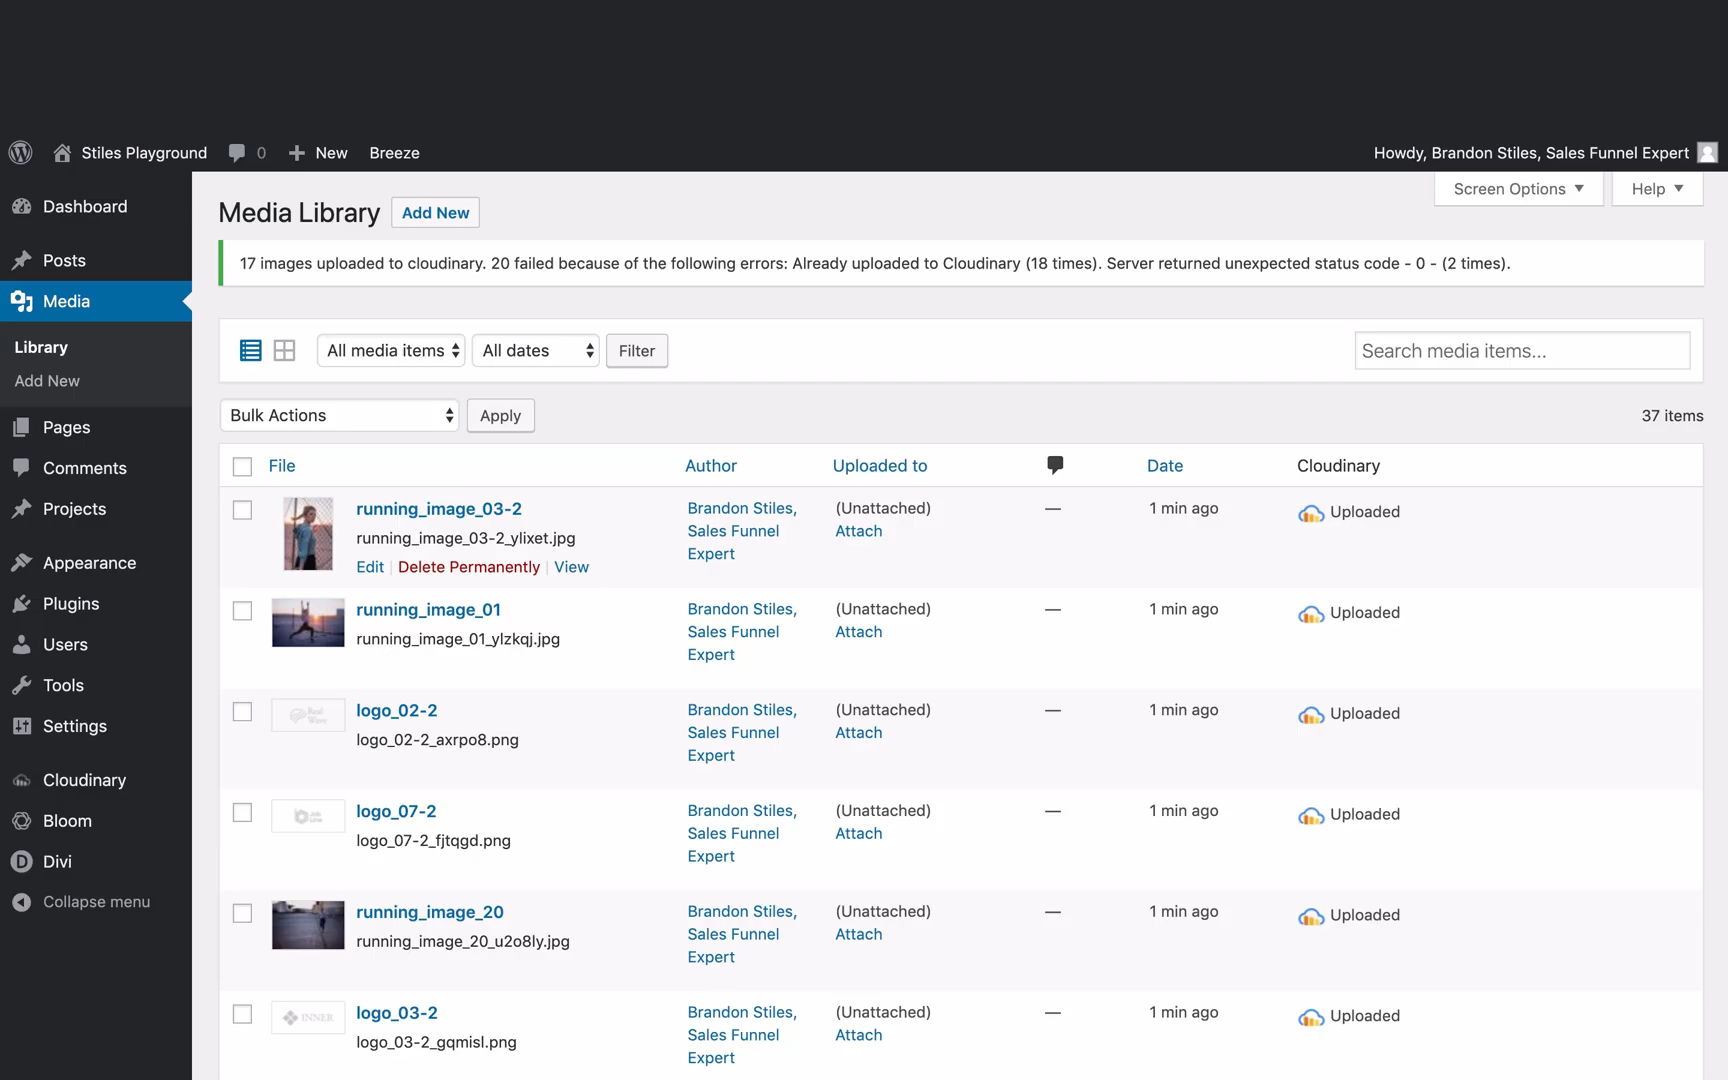 Stiles Playground 0 New Breeze Howdy, Brandon Stiles, Sales Funnel Expert
Screen Options Help
Dashboard
Posts
Media
Library
Add New
Pages
Comments
Projects
Appearance
Plugins
Users
Tools
Settings
Cloudinary
Bloom
Divi
Collapse menu
Media Library Add New
17 images uploaded to cloudinary. 20 failed because of the following errors: Already uploaded to Cloudinary (18 times). Server returned unexpected status code - 0 - (2 times).
All media items All dates Filter Search media items...
Bulk Actions Apply 37 items
File Author Uploaded to Date Cloudinary
running_image_03-2 Brandon Stiles, (Unattached) — 1 min ago Uploaded
Sales Funnel Attach
running_image_03-2_ylixet.jpg
Expert
Edit | Delete Permanently | View
running_image_01 Brandon Stiles, (Unattached) — 1 min ago Uploaded
running_image_01_ylzkqj.jpg Sales Funnel Attach
Expert
logo_02-2 Brandon Stiles, (Unattached) — 1 min ago Uploaded
logo_02-2_axrpo8.png Sales Funnel Attach
Expert
logo_07-2 Brandon Stiles, (Unattached) — 1 min ago Uploaded
logo_07-2_fjtqgd.png Sales Funnel Attach
Expert
running_image_20 Brandon Stiles, (Unattached) — 1 min ago Uploaded
running_image_20_u2o8ly.jpg Sales Funnel Attach
Expert
INNER
logo_03-2 Brandon Stiles, (Unattached) — 1 min ago Uploaded
logo_03-2_gqmisl.png Sales Funnel Attach
Expert